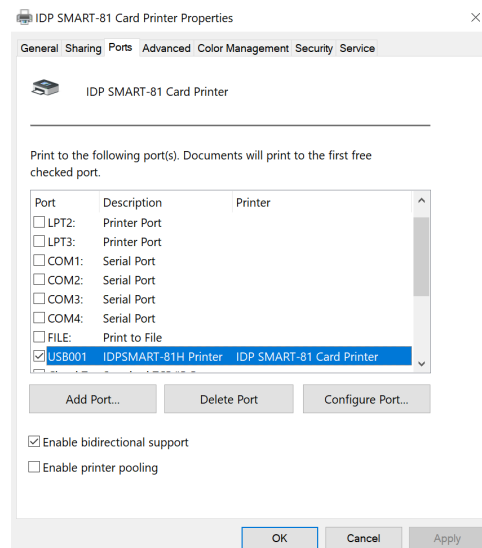 IDP SMART-81 Card Printer Properties
General Sharing Ports Advanced Color Management Security Service
IDP SMART-81 Card Printer
Print to the following port(s). Documents will print to the first free
checked port.
Port Description Printer
LPT2: Printer Port
LPT3: Printer Port
COM1: Serial Port
COM2: Serial Port
COM3: Serial Port
COM4: Serial Port
FILE: Print to File
USB001 IDPSMART-81H Printer IDP SMART-81 Card Printer
Add Port... Delete Port Configure Port...
Enable bidirectional support
Enable printer pooling
OK Cancel Apply